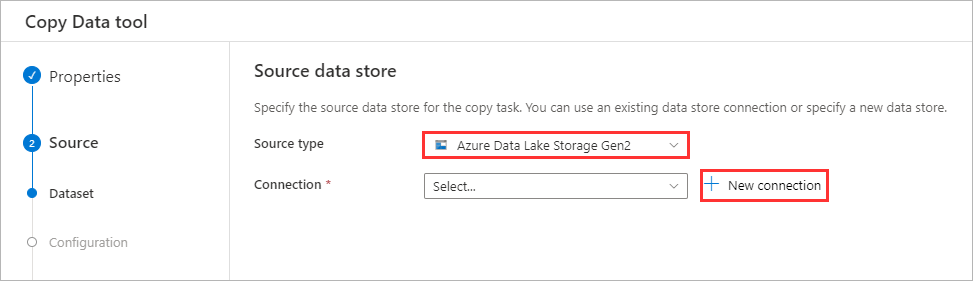 Copy Data tool
Properties
2
Source
Dataset
Configuration
Source data store
Specify the source data store for the copy task. You can use an existing data store connection or specify a new data store.
Source type
Azure Data Lake Storage Gen2
Connection *
Select...
New connection